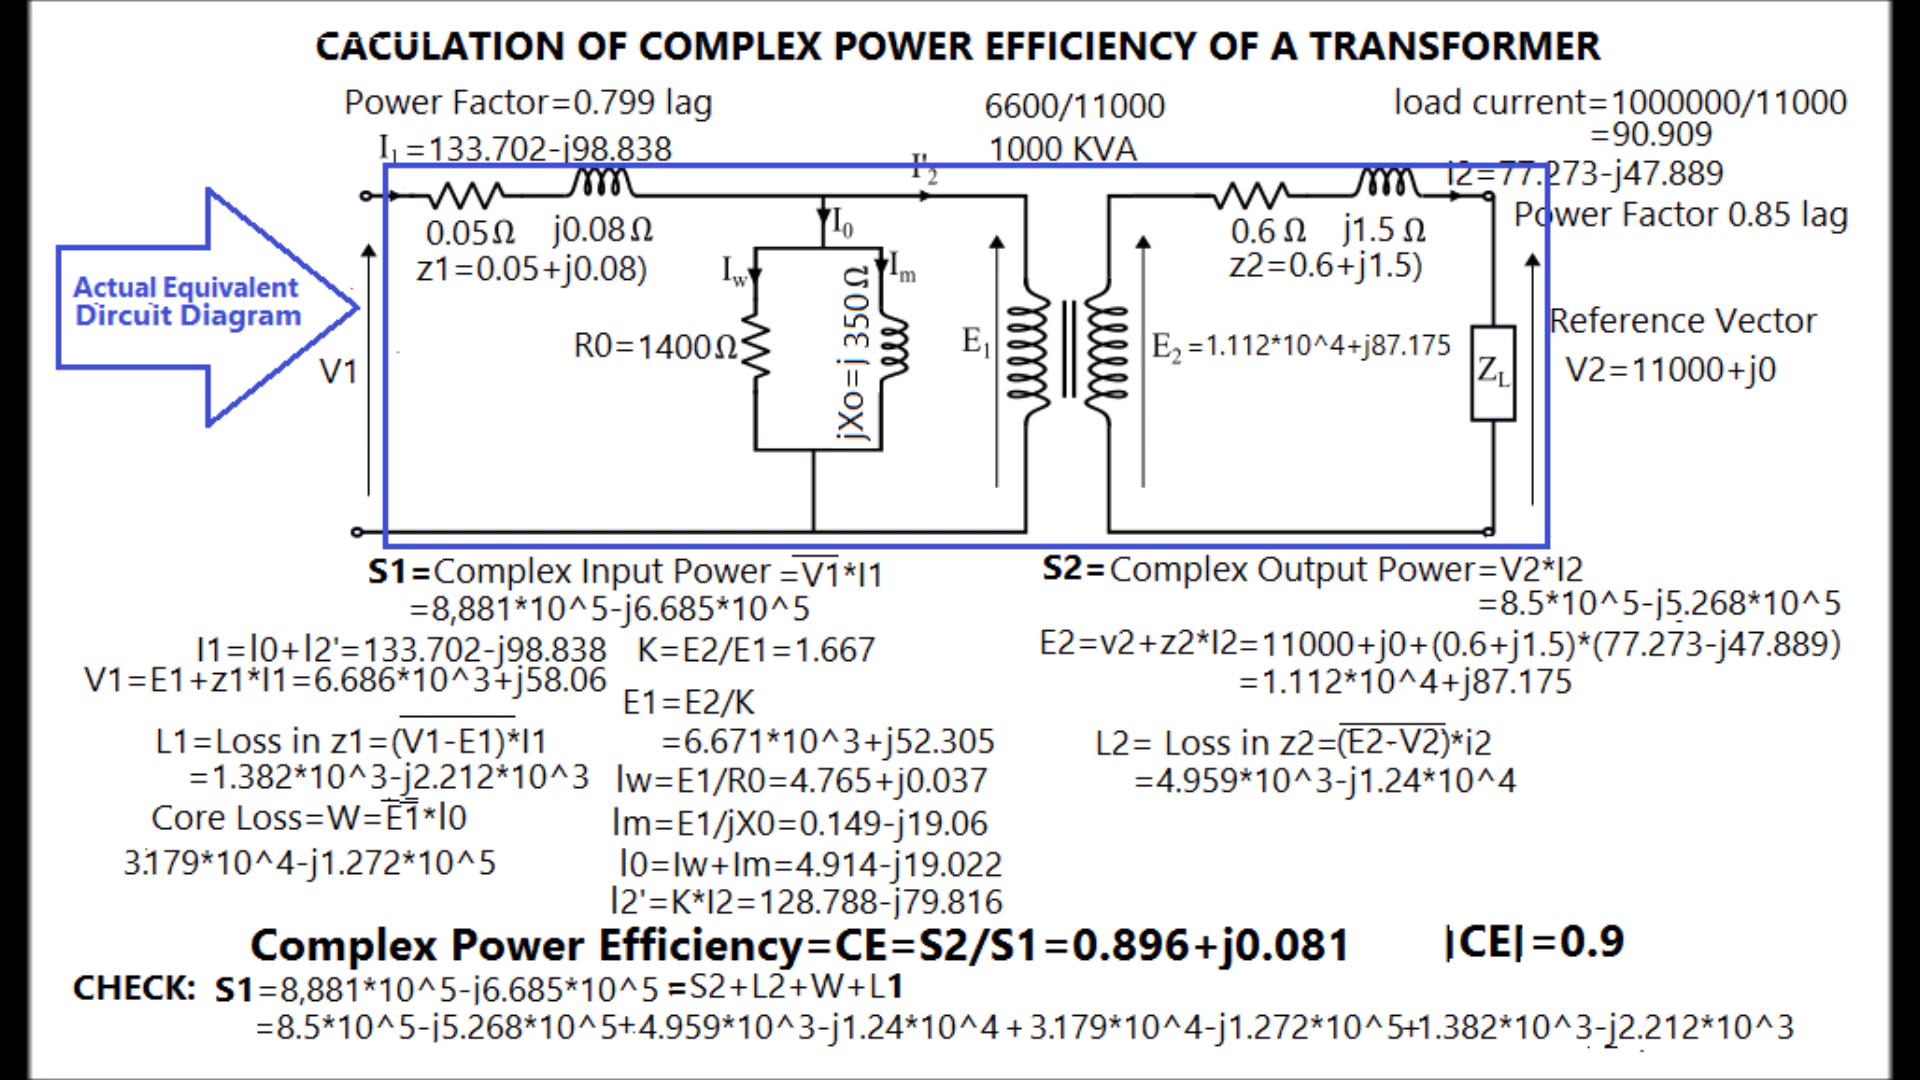 CACULATION OF COMPLEX POWER EFFICIENCY OF A TRANSFORMER
Power Factor=0.799 lag
6600/11000
load current=1000000/11000
=90.909
I₁=133.702-j98.838
1000 KVA
I'₂
I2=77.273-j47.889
Power Factor 0.85 lag
0.05Ω j0.08Ω
z1=0.05+j0.08)
I₀
0.6 Ω j1.5 Ω
z2=0.6+j1.5)
Actual Equivalent
Dircuit Diagram
V1
I_w
I_m
R0=1400Ω
jXo=j 350Ω
E₁
E₂=1.112*10^4+j87.175
Z_L
Reference Vector
V2=11000+j0
S1=Complex Input Power =V̅1̅*I1
=8,881*10^5-j6.685*10^5
S2=Complex Output Power=V2*I2
=8.5*10^5-j5.268*10^5
I1=I0+I2'=133.702-j98.838
K=E2/E1=1.667
E2=v2+z2*I2=11000+j0+(0.6+j1.5)*(77.273-j47.889)
=1.112*10^4+j87.175
V1=E1+z1*I1=6.686*10^3+j58.06
E1=E2/K
=6.671*10^3+j52.305
L1=Loss in z1=(V̅1̅-̅E̅1̅)*I1
=1.382*10^3-j2.212*10^3
L2= Loss in z2=(E̅2̅-̅V̅2̅)*i2
=4.959*10^3-j1.24*10^4
Iw=E1/R0=4.765+j0.037
Core Loss=W=E̅1̅*I0
3.179*10^4-j1.272*10^5
Im=E1/jX0=0.149-j19.06
I0=Iw+Im=4.914-j19.022
I2'=K*I2=128.788-j79.816
Complex Power Efficiency=CE=S2/S1=0.896+j0.081 |CE|=0.9
CHECK: S1=8,881*10^5-j6.685*10^5 =S2+L2+W+L1
=8.5*10^5-j5.268*10^5+4.959*10^3-j1.24*10^4 + 3.179*10^4-j1.272*10^5+1.382*10^3-j2.212*10^3